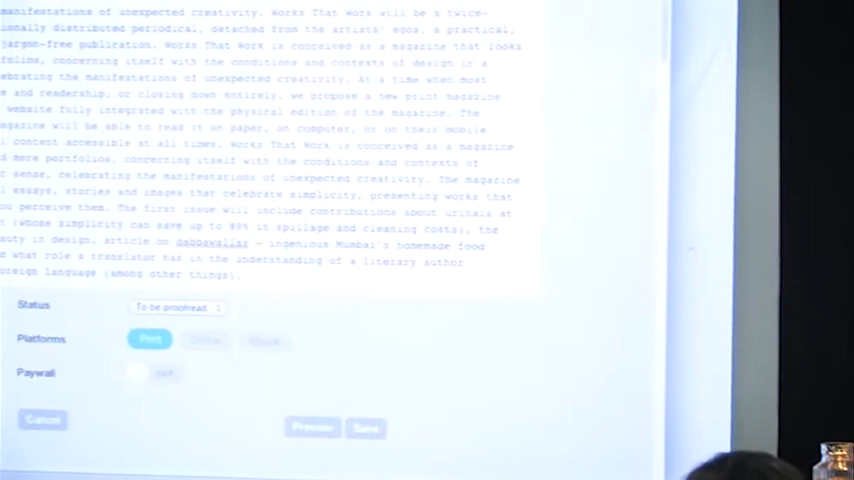 manifestations of unexpected creativity. Works That Work will be a twice-
ionally distributed periodical, detached from the artists' egos, a practical,
jargon-free publication. Works That Work is conceived as a magazine that looks
folios, concerning itself with the conditions and contexts of design in a
ebrating the manifestations of unexpected creativity. At a time when most
e and readership, or closing down entirely, we propose a new print magazine
website fully integrated with the physical edition of the magazine. The
agazine will be able to read it on paper, on computer, or on their mobile
l content accessible at all times. Works That Work is conceived as a magazine
d mere portfolios, concerning itself with the conditions and contexts of
r sense, celebrating the manifestations of unexpected creativity. The magazine
l essays, stories and images that celebrate simplicity, presenting works that
ou perceive them. The first issue will include contributions about urinals at
t (whose simplicity can save up to 80% in spillage and cleaning costs), the
auty in design, article on dabbawallas — ingenious Mumbai's homemade food
d what role a translator has in the understanding of a literary author
oreign language (among other things).
Status To be proofread
Platforms Print Online Ebook
Paywall OFF
Cancel Preview Save